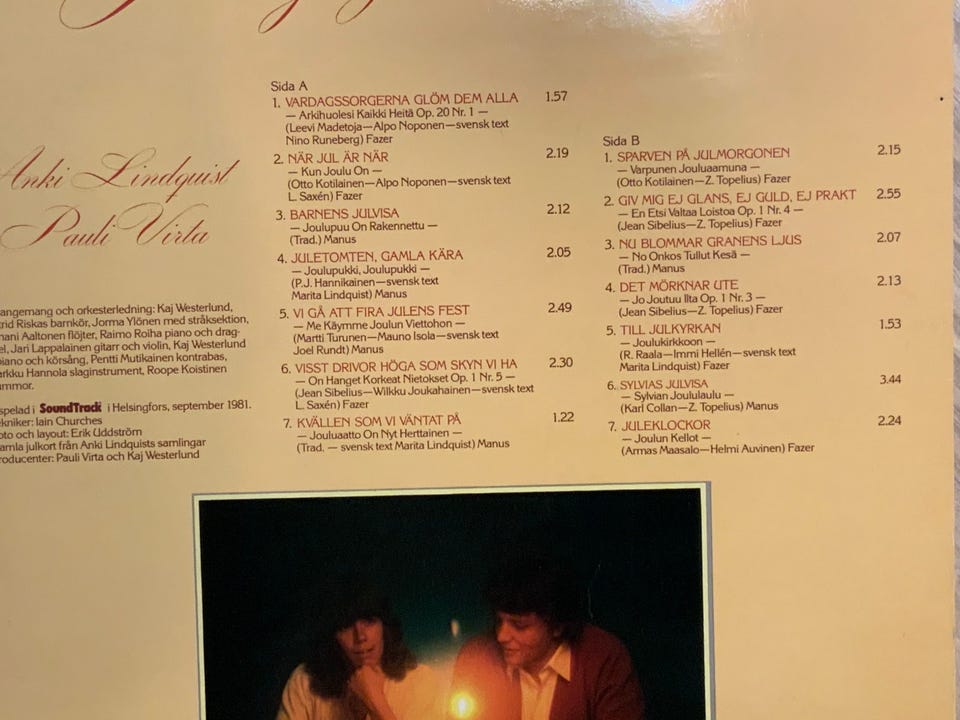 Anki Lindquist
Pauli Virta
angemang och orkesterledning: Kaj Westerlund,
trid Riskas barnkör, Jorma Ylönen med stråksektion,
hani Aaltonen flöjter, Raimo Roiha piano och drag-
el, Jari Lappalainen gitarr och violin, Kaj Westerlund
piano och körsång, Pentti Mutikainen kontrabas,
arkku Hannola slaginstrument, Roope Koistinen
ummor.
spelad i SoundTrack i Helsingfors, september 1981.
ekniker: Iain Churches
oto och layout: Erik Uddström
amla julkort från Anki Lindquists samlingar
roducenter: Pauli Virta och Kaj Westerlund
Sida A
1. VARDAGSSORGERNA GLÖM DEM ALLA 1.57
— Arkihuolesi Kaikki Heitä Op. 20 Nr. 1 —
(Leevi Madetoja—Alpo Noponen—svensk text
Nino Runeberg) Fazer
2. NÄR JUL ÄR NÄR 2.19
— Kun Joulu On —
(Otto Kotilainen—Alpo Noponen—svensk text
L. Saxén) Fazer
3. BARNENS JULVISA 2.12
— Joulupuu On Rakennettu —
(Trad.) Manus
4. JULETOMTEN, GAMLA KÄRA 2.05
— Joulupukki, Joulupukki —
(P.J. Hannikainen—svensk text
Marita Lindquist) Manus
5. VI GÅ ATT FIRA JULENS FEST 2.49
— Me Käymme Joulun Viettohon —
(Martti Turunen—Mauno Isola—svensk text
Joel Rundt) Manus
6. VISST DRIVOR HÖGA SOM SKYN VI HA 2.30
— On Hanget Korkeat Nietokset Op. 1 Nr. 5 —
(Jean Sibelius—Wilkku Joukahainen—svensk text
L. Saxén) Fazer
7. KVÄLLEN SOM VI VÄNTAT PÅ 1.22
— Jouluaatto On Nyt Herttainen —
(Trad. — svensk text Marita Lindquist) Manus
Sida B
1. SPARVEN PÅ JULMORGONEN 2.15
— Varpunen Jouluaamuna —
(Otto Kotilainen—Z. Topelius) Fazer
2. GIV MIG EJ GLANS, EJ GULD, EJ PRAKT 2.55
— En Etsi Valtaa Loistoa Op. 1 Nr. 4 —
(Jean Sibelius—Z. Topelius) Fazer
3. NU BLOMMAR GRANENS LJUS 2.07
— No Onkos Tullut Kesä —
(Trad.) Manus
4. DET MÖRKNAR UTE 2.13
— Jo Joutuu Ilta Op. 1 Nr. 3 —
(Jean Sibelius—Z. Topelius) Fazer
5. TILL JULKYRKAN 1.53
— Joulukirkkoon —
(R. Raala—Immi Hellén—svensk text
Marita Lindquist) Fazer
6. SYLVIAS JULVISA 3.44
— Sylvian Joululaulu —
(Karl Collan—Z. Topelius) Manus
7. JULEKLOCKOR 2.24
— Joulun Kellot —
(Armas Maasalo—Helmi Auvinen) Fazer